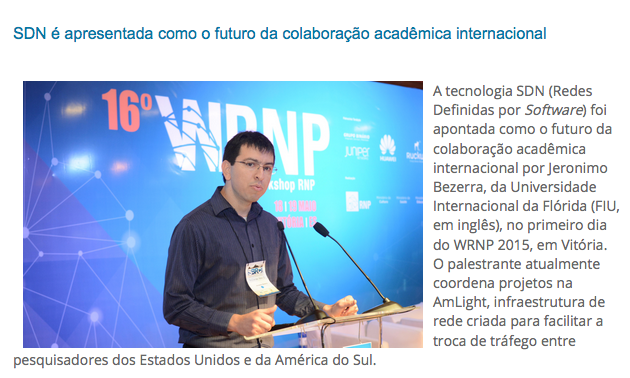 SDN é apresentada como o futuro da colaboração acadêmica internacional
16º
WRNP
Workshop RNP
JUNIPER
HUAWEI
RNP
A tecnologia SDN (Redes
Definidas por Software) foi
apontada como o futuro da
colaboração acadêmica
internacional por Jeronimo
Bezerra, da Universidade
Internacional da Flórida (FIU,
em inglês), no primeiro dia
do WRNP 2015, em Vitória.
O palestrante atualmente
coordena projetos na
AmLight, infraestrutura de
rede criada para facilitar a
troca de tráfego entre
pesquisadores dos Estados Unidos e da América do Sul.